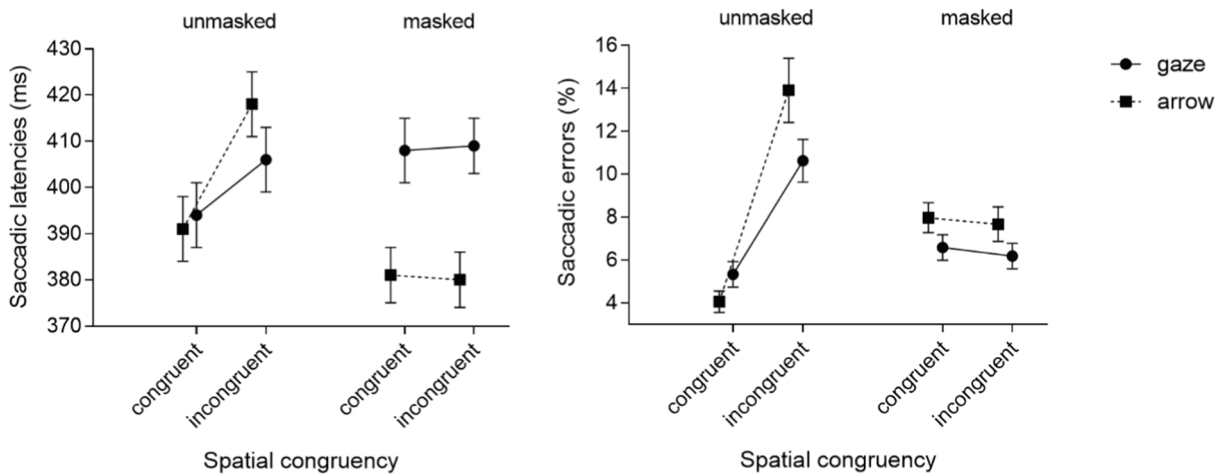 unmasked masked
Saccadic latencies (ms)
430
420
410
400
390
380
370
congruent
incongruent
congruent
incongruent
Spatial congruency
unmasked masked
Saccadic errors (%)
16
14
12
10
8
6
4
congruent
incongruent
congruent
incongruent
Spatial congruency
gaze
arrow